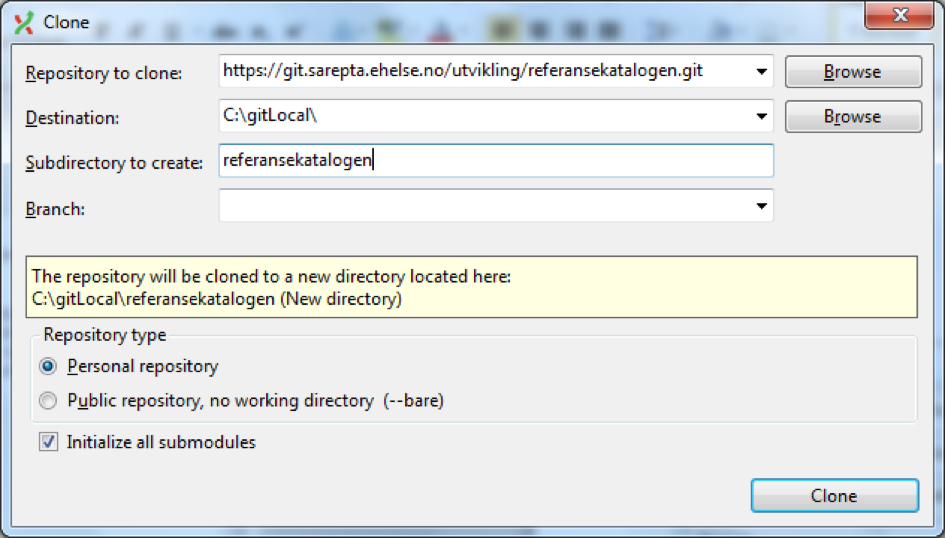 Clone
Repository to clone: https://git.sarepta.ehelse.no/utvikling/referansekatalogen.git Browse
Destination: C:\gitLocal\ Browse
Subdirectory to create: referansekatalogen
Branch:
The repository will be cloned to a new directory located here:
C:\gitLocal\referansekatalogen (New directory)
Repository type
Personal repository
Public repository, no working directory (--bare)
Initialize all submodules
Clone